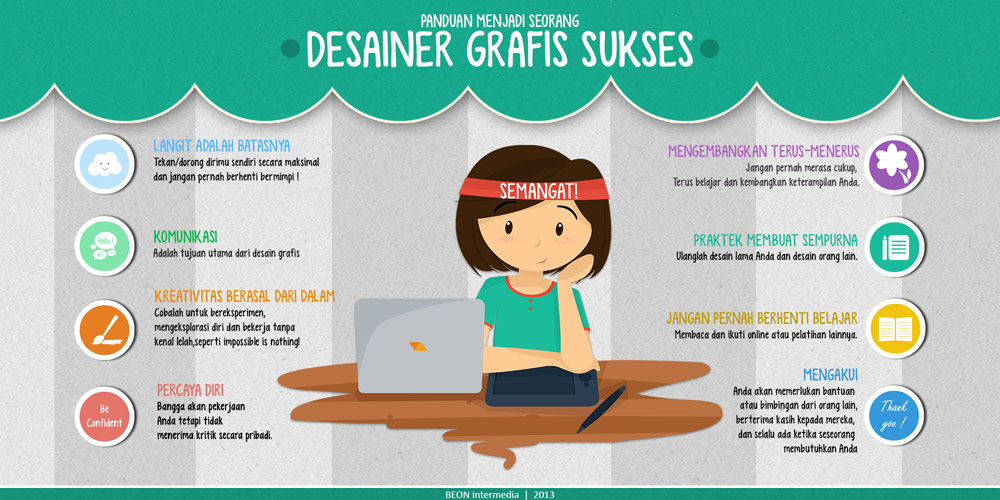 PANDUAN MENJADI SEORANG
DESAINER GRAFIS SUKSES
LANGIT ADALAH BATASNYA
Tekan/dorong dirimu sendiri secara maksimal
dan jangan pernah berhenti bermimpi !
Hello !
KOMUNIKASI
Adalah tujuan utama dari desain grafis
KREATIVITAS BERASAL DARI DALAM
Cobalah untuk bereksperimen,
mengeksplorasi diri dan bekerja tanpa
kenal lelah,seperti impossible is nothing!
Be
Confident
PERCAYA DIRI
Bangga akan pekerjaan
Anda tetapi tidak
menerima kritik secara pribadi.
SEMANGAT!
MENGEMBANGKAN TERUS-MENERUS
Jangan pernah merasa cukup,
Terus belajar dan kembangkan keterampilan Anda.
PRAKTEK MEMBUAT SEMPURNA
Ulanglah desain lama Anda dan desain orang lain.
JANGAN PERNAH BERHENTI BELAJAR
Membaca dan ikuti online atau pelatihan lainnya.
MENGAKUI
Anda akan memerlukan bantuan
atau bimbingan dari orang lain,
berterima kasih kepada mereka,
dan selalu ada ketika seseorang
membutuhkan Anda
Thank
you !
BEON Intermedia | 2013